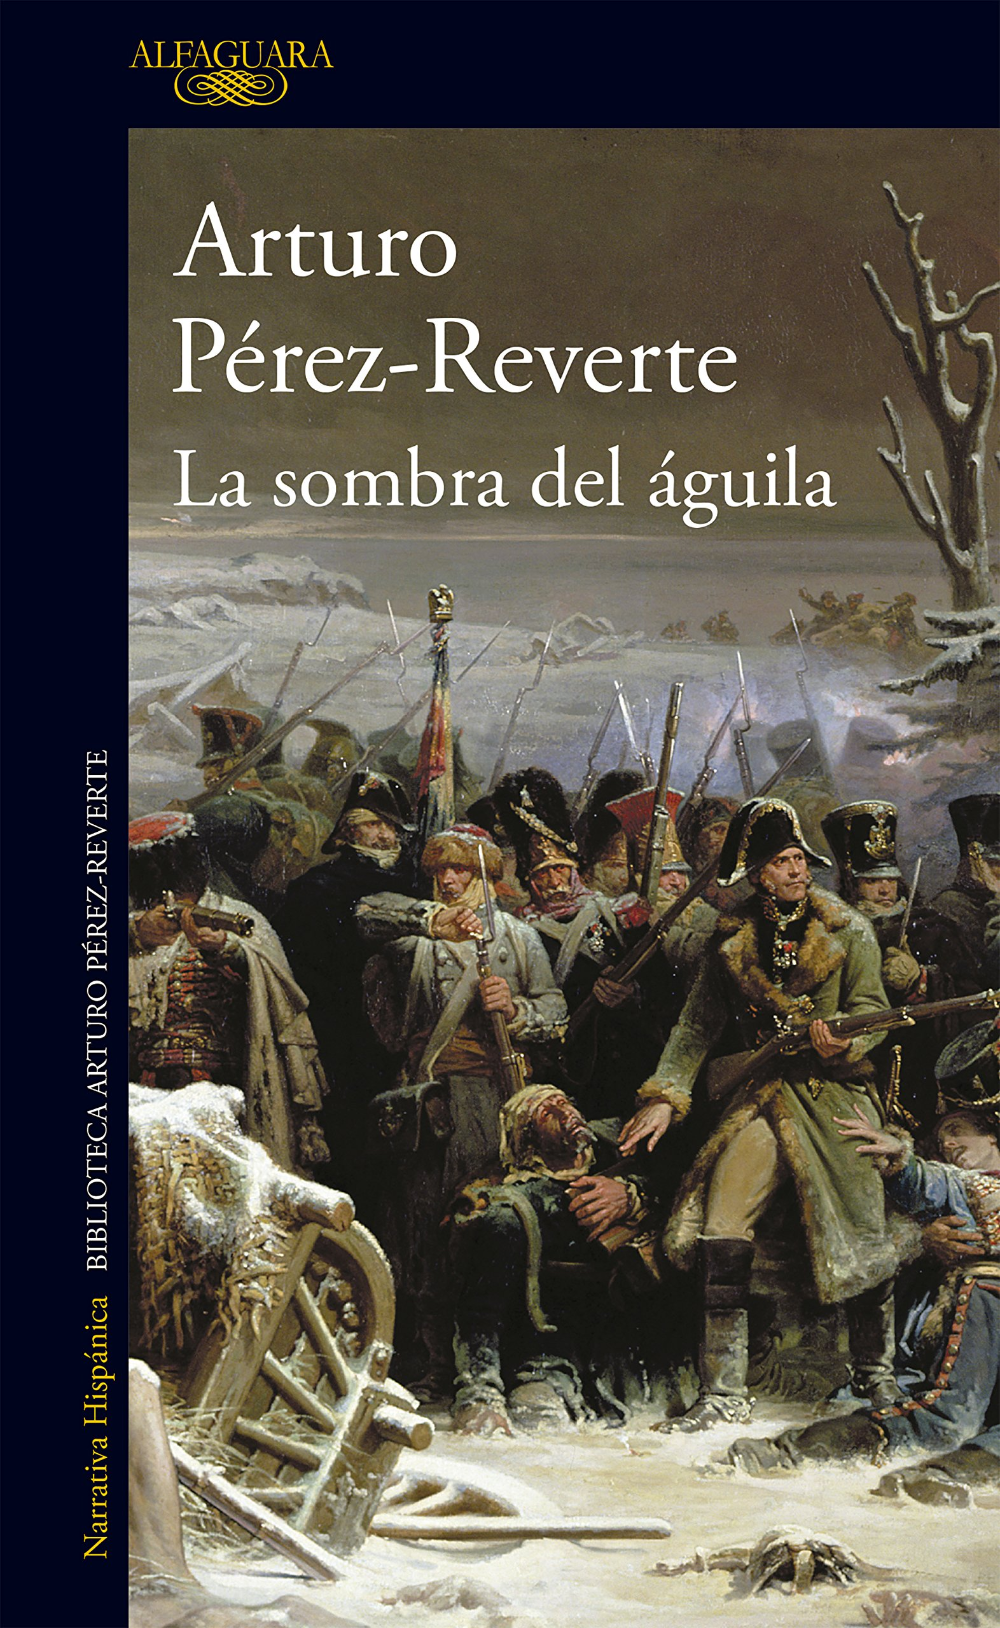 ALFAGUARA
Arturo
Pérez-Reverte
La sombra del águila
Narrativa Hispánica BIBLIOTECA ARTURO PÉREZ-REVERTE